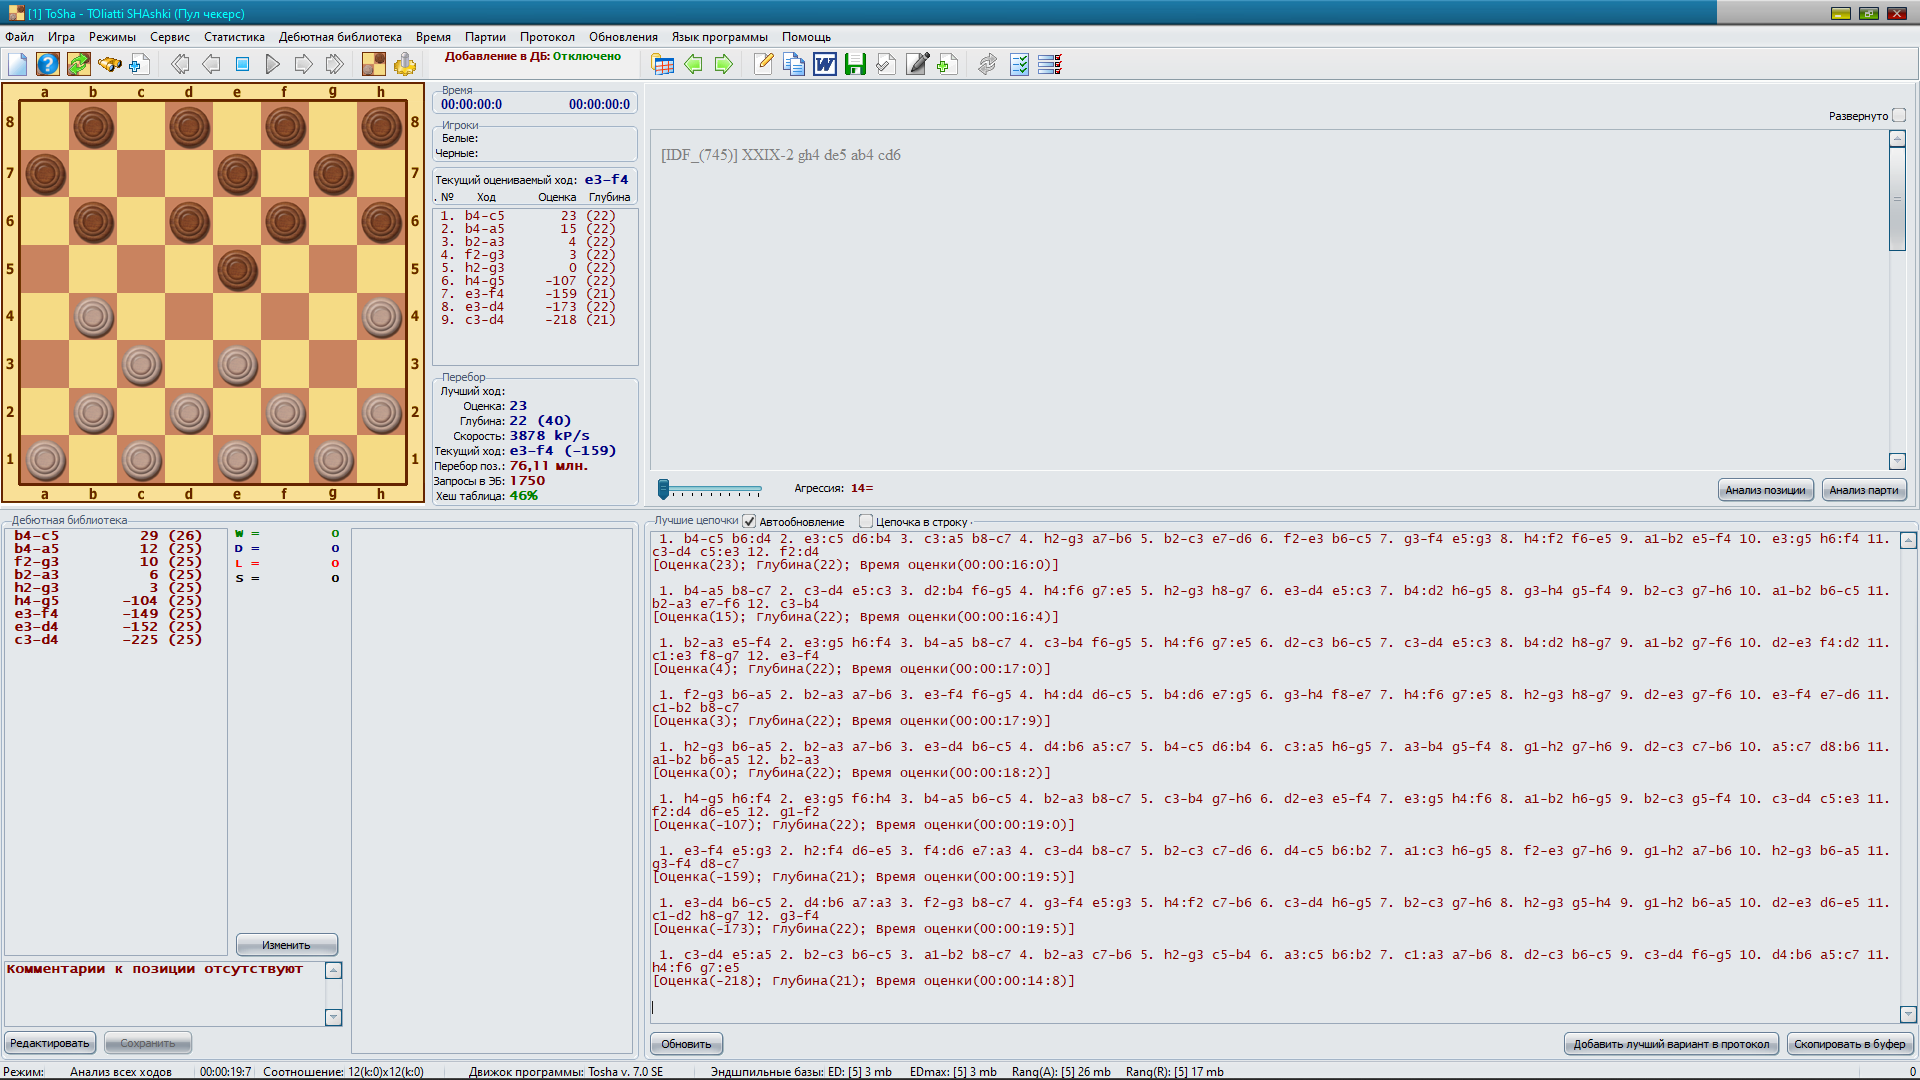 [1] ToSha - TOliatti SHAshki (Пул чекерс)
Файл Игра Режимы Сервис Статистика Дебютная библиотека Время Партии Протокол Обновления Язык программы Помощь
Добавление в ДБ: Отключено
a b c d e f g h
8 8
7 7
6 6
5 5
4 4
3 3
2 2
1 1
a b c d e f g h
Время
00:00:00:0 00:00:00:0
Игроки
Белые:
Черные:
Текущий оцениваемый ход: e3-f4
. № Ход Оценка Глубина
1. b4-c5 23 (22)
2. b4-a5 15 (22)
3. b2-a3 4 (22)
4. f2-g3 3 (22)
5. h2-g3 0 (22)
6. h4-g5 -107 (22)
7. e3-f4 -159 (21)
8. e3-d4 -173 (22)
9. c3-d4 -218 (21)
Перебор
Лучший ход:
Оценка: 23
Глубина: 22 (40)
Скорость: 3878 kP/s
Текущий ход: e3-f4 (-159)
Перебор поз.: 76,11 млн.
Запросы в ЭБ: 1750
Хеш таблица: 46%
Развернуто
[IDF_(745)] XXIX-2 gh4 de5 ab4 cd6
Агрессия: 14=
Анализ позиции Анализ парти
Дебютная библиотека
b4-c5 29 (26)
b4-a5 12 (25)
f2-g3 10 (25)
b2-a3 6 (25)
h2-g3 3 (25)
h4-g5 -104 (25)
e3-f4 -149 (25)
e3-d4 -152 (25)
c3-d4 -225 (25)
W = 0
D = 0
L = 0
S = 0
Изменить
Комментарии к позиции отсутствуют
Редактировать Сохранить
Лучшие цепочки Автообновление Цепочка в строку
1. b4-c5 b6:d4 2. e3:c5 d6:b4 3. c3:a5 b8-c7 4. h2-g3 a7-b6 5. b2-c3 e7-d6 6. f2-e3 b6-c5 7. g3-f4 e5:g3 8. h4:f2 f6-e5 9. a1-b2 e5-f4 10. e3:g5 h6:f4 11.
c3-d4 c5:e3 12. f2:d4
[Оценка(23); Глубина(22); Время оценки(00:00:16:0)]
1. b4-a5 b8-c7 2. c3-d4 e5:c3 3. d2:b4 f6-g5 4. h4:f6 g7:e5 5. h2-g3 h8-g7 6. e3-d4 e5:c3 7. b4:d2 h6-g5 8. g3-h4 g5-f4 9. b2-c3 g7-h6 10. a1-b2 b6-c5 11.
b2-a3 e7-f6 12. c3-b4
[Оценка(15); Глубина(22); Время оценки(00:00:16:4)]
1. b2-a3 e5-f4 2. e3:g5 h6:f4 3. b4-a5 b8-c7 4. c3-b4 f6-g5 5. h4:f6 g7:e5 6. d2-c3 b6-c5 7. c3-d4 e5:c3 8. b4:d2 h8-g7 9. a1-b2 g7-f6 10. d2-e3 f4:d2 11.
c1:e3 f8-g7 12. e3-f4
[Оценка(4); Глубина(22); Время оценки(00:00:17:0)]
1. f2-g3 b6-a5 2. b2-a3 a7-b6 3. e3-f4 f6-g5 4. h4:d4 d6-c5 5. b4:d6 e7:g5 6. g3-h4 f8-e7 7. h4:f6 g7:e5 8. h2-g3 h8-g7 9. d2-e3 g7-f6 10. e3-f4 e7-d6 11.
c1-b2 b8-c7
[Оценка(3); Глубина(22); Время оценки(00:00:17:9)]
1. h2-g3 b6-a5 2. b2-a3 a7-b6 3. e3-d4 b6-c5 4. d4:b6 a5:c7 5. b4-c5 d6:b4 6. c3:a5 h6-g5 7. a3-b4 g5-f4 8. g1-h2 g7-h6 9. d2-c3 c7-b6 10. a5:c7 d8:b6 11.
a1-b2 b6-a5 12. b2-a3
[Оценка(0); Глубина(22); Время оценки(00:00:18:2)]
1. h4-g5 h6:f4 2. e3:g5 f6:h4 3. b4-a5 b6-c5 4. b2-a3 b8-c7 5. c3-b4 g7-h6 6. d2-e3 e5-f4 7. e3:g5 h4:f6 8. a1-b2 h6-g5 9. b2-c3 g5-f4 10. c3-d4 c5:e3 11.
f2:d4 d6-e5 12. g1-f2
[Оценка(-107); Глубина(22); Время оценки(00:00:19:0)]
1. e3-f4 e5:g3 2. h2:f4 d6-e5 3. f4:d6 e7:a3 4. c3-d4 b8-c7 5. b2-c3 c7-d6 6. d4-c5 b6:b2 7. a1:c3 h6-g5 8. f2-e3 g7-h6 9. g1-h2 a7-b6 10. h2-g3 b6-a5 11.
g3-f4 d8-c7
[Оценка(-159); Глубина(21); Время оценки(00:00:19:5)]
1. e3-d4 b6-c5 2. d4:b6 a7:a3 3. f2-g3 b8-c7 4. g3-f4 e5:g3 5. h4:f2 c7-b6 6. c3-d4 h6-g5 7. b2-c3 g7-h6 8. h2-g3 g5-h4 9. g1-h2 b6-a5 10. d2-e3 d6-e5 11.
c1-d2 h8-g7 12. g3-f4
[Оценка(-173); Глубина(22); Время оценки(00:00:19:5)]
1. c3-d4 e5:a5 2. b2-c3 b6-c5 3. a1-b2 b8-c7 4. b2-a3 c7-b6 5. h2-g3 c5-b4 6. a3:c5 b6:b2 7. c1:a3 a7-b6 8. d2-c3 b6-c5 9. c3-d4 f6-g5 10. d4:b6 a5:c7 11.
h4:f6 g7:e5
[Оценка(-218); Глубина(21); Время оценки(00:00:14:8)]
Обновить Добавить лучший вариант в протокол Скопировать в буфер
Режим: Анализ всех ходов 00:00:19:7 Соотношение: 12(k:0)x12(k:0) Движок программы: Tosha v. 7.0 SE Эндшпильные базы: ED: [5] 3 mb EDmax: [5] 3 mb Rang(A): [5] 26 mb Rang(R): [5] 17 mb 0